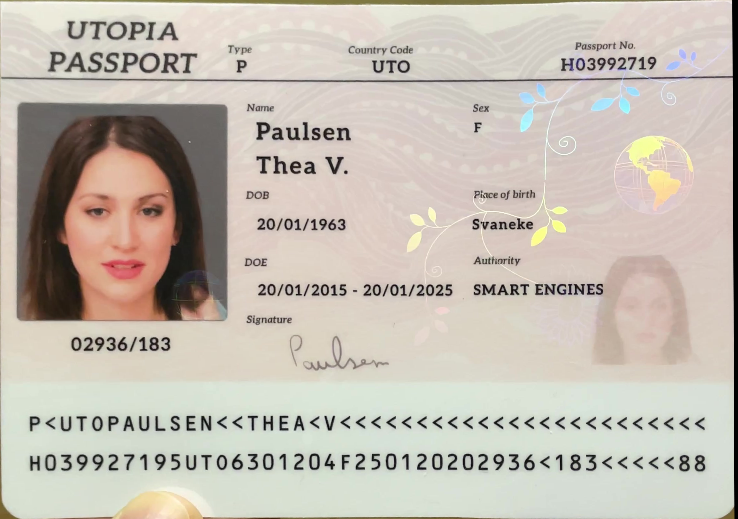 UTOPIA
PASSPORT
Type
P
Country Code
UTO
Passport No.
H03992719
Name
Paulsen
Thea V.
Sex
F
DOB
20/01/1963
Place of birth
Svaneke
DOE
20/01/2015 - 20/01/2025
Authority
SMART ENGINES
Signature
Paulsen
02936/183
P<UTOPAULSEN<<THEA<V<<<<<<<<<<<<<<<<<<<<<<<<
H039927195UTO6301204F250120202936<183<<<<<88